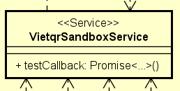 <<Service>>
VietqrSandboxService
+ testCallback: Promise<...>()